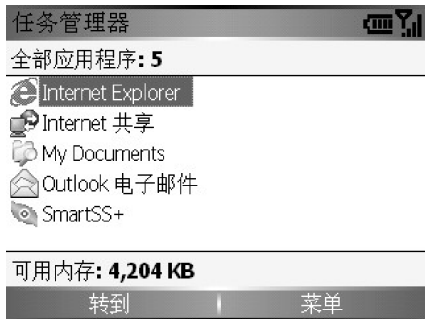 任务管理器
全部应用程序: 5
Internet Explorer
Internet 共享
My Documents
Outlook 电子邮件
SmartSS+
可用内存: 4,204 KB
转到 菜单